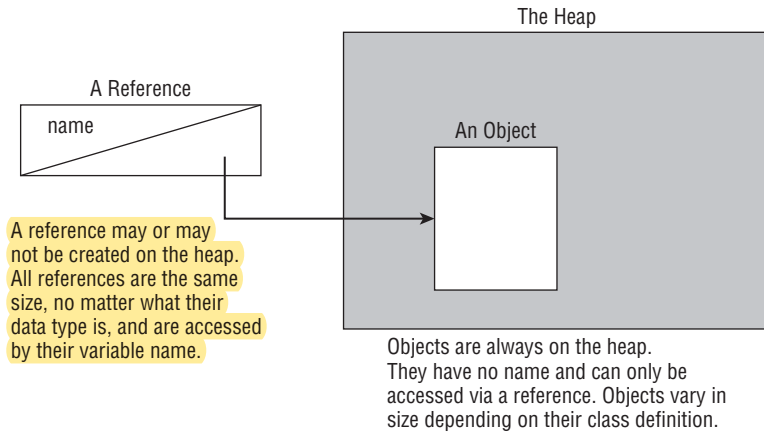 The Heap
A Reference
name
An Object
A reference may or may
not be created on the heap.
All references are the same
size, no matter what their
data type is, and are accessed
by their variable name.
Objects are always on the heap.
They have no name and can only be
accessed via a reference. Objects vary in
size depending on their class definition.